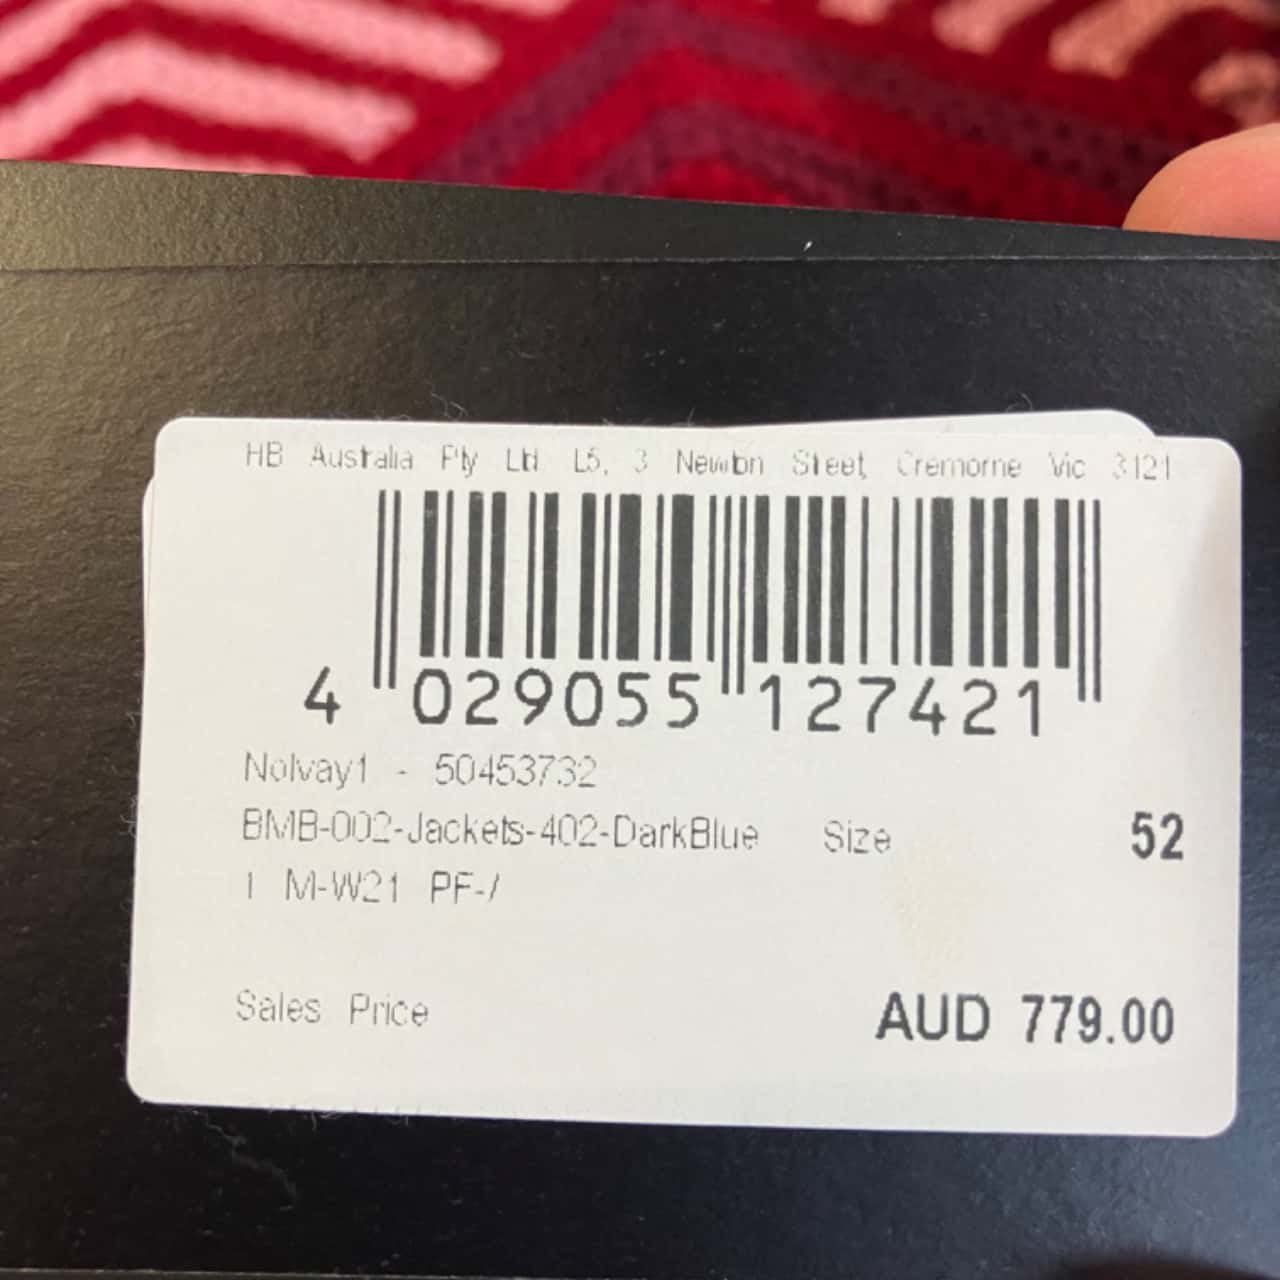 HB Australia Pty Ltd L5, 3 Newton Street, Cremorne Vic 3121
4 029055 127421
Nolvay1 - 50453732
BMB-002-Jackets-402-DarkBlue Size 52
1 M-W21 PF-/
Sales Price AUD 779.00